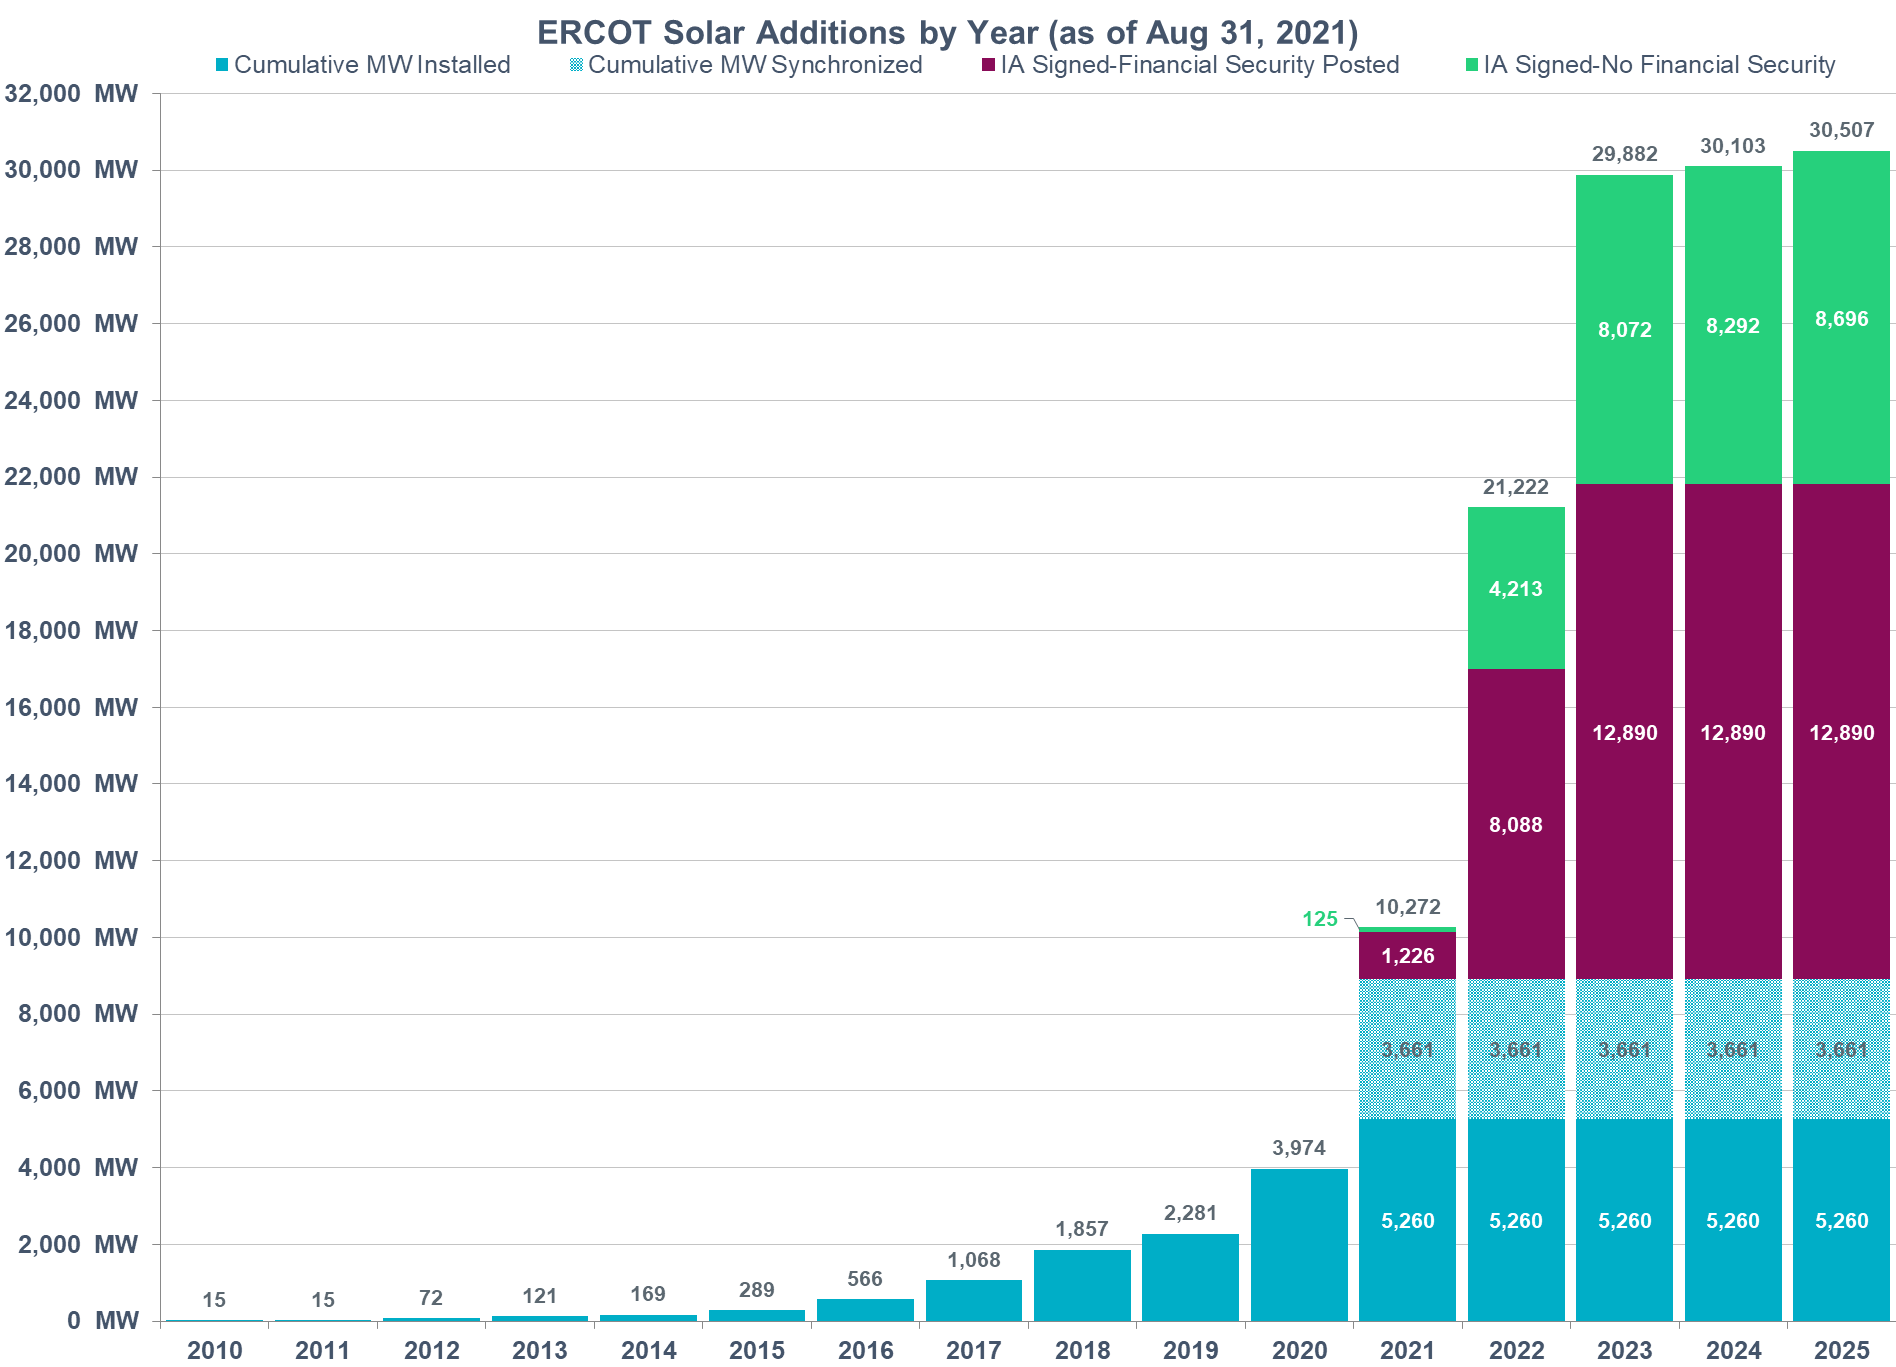 ERCOT Solar Additions by Year (as of Aug 31, 2021)
Cumulative MW Installed Cumulative MW Synchronized IA Signed-Financial Security Posted IA Signed-No Financial Security
32,000 MW
30,507
30,103
29,882
30,000 MW
28,000 MW
26,000 MW
8,072 8,292 8,696
24,000 MW
22,000 MW
21,222
20,000 MW
4,213
18,000 MW
16,000 MW
12,890 12,890 12,890
14,000 MW
8,088
12,000 MW
10,272
125
10,000 MW
1,226
8,000 MW
3,661 3,661 3,661 3,661 3,661
6,000 MW
3,974
4,000 MW
2,281
1,857
5,260 5,260 5,260 5,260 5,260
2,000 MW
1,068
566
289
169
121
72
15 15
0 MW
2010 2011 2012 2013 2014 2015 2016 2017 2018 2019 2020 2021 2022 2023 2024 2025